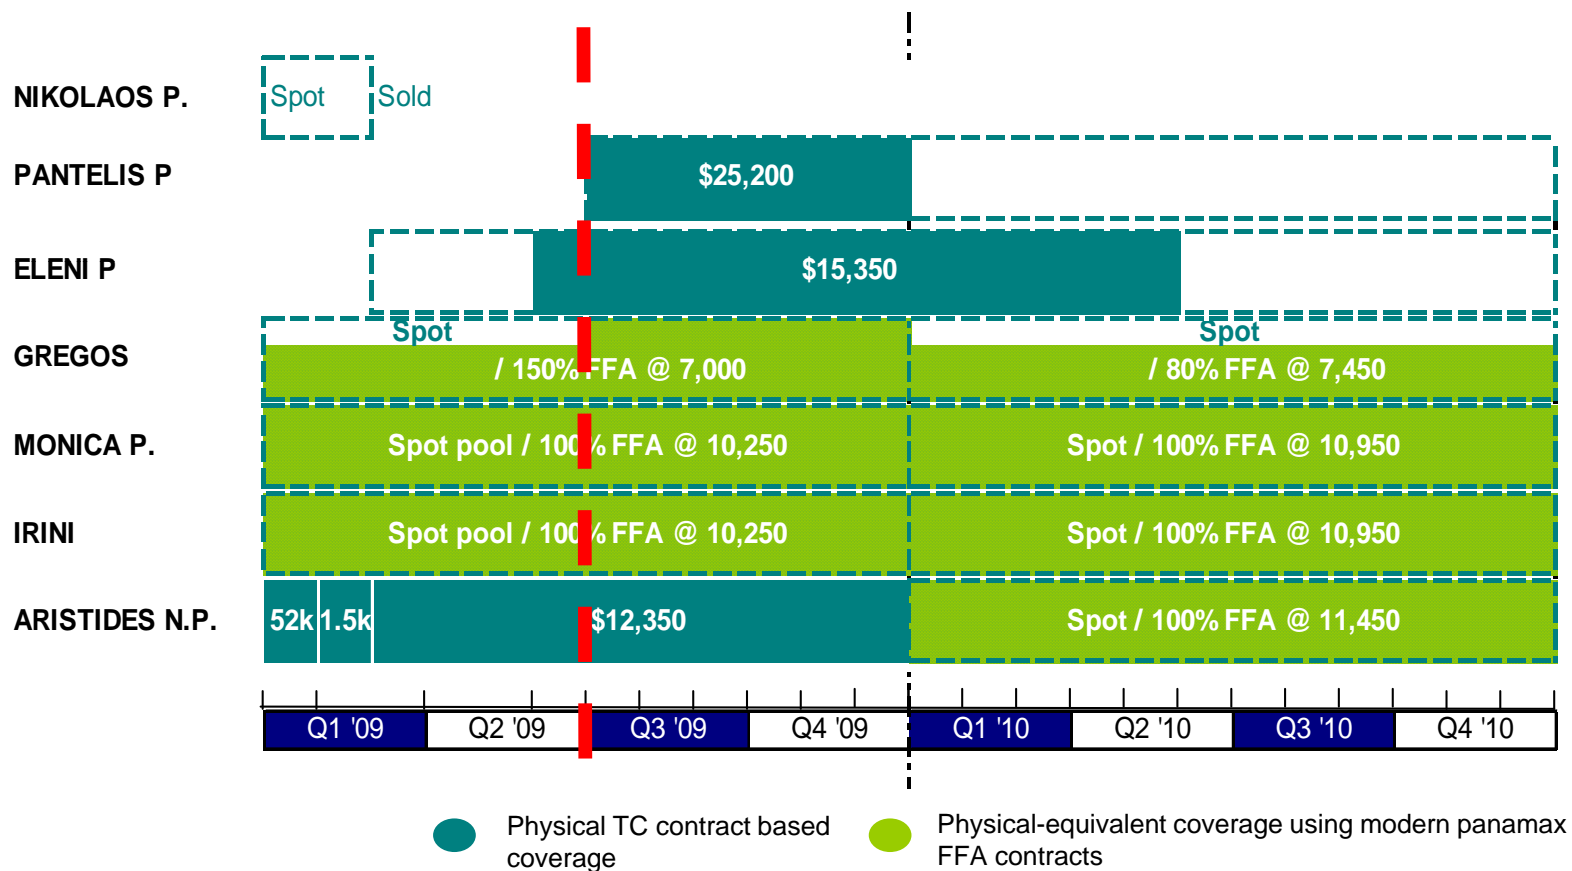 NIKOLAOS P.
Spot
Sold
PANTELIS P
$25,200
ELENI P
$15,350
GREGOS
Spot
/ 150% FFA @ 7,000
Spot
/ 80% FFA @ 7,450
MONICA P.
Spot pool / 100% FFA @ 10,250
Spot / 100% FFA @ 10,950
IRINI
Spot pool / 100% FFA @ 10,250
Spot / 100% FFA @ 10,950
ARISTIDES N.P.
52k
1.5k
$12,350
Spot / 100% FFA @ 11,450
Q1 '09
Q2 '09
Q3 '09
Q4 '09
Q1 '10
Q2 '10
Q3 '10
Q4 '10
Physical TC contract based
coverage
Physical-equivalent coverage using modern panamax
FFA contracts